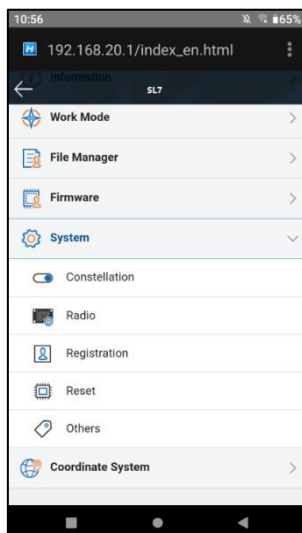 10:56 65%
192.168.20.1/index_en.html
Information
SL7
Work Mode
File Manager
Firmware
System
Constellation
Radio
Registration
Reset
Others
Coordinate System